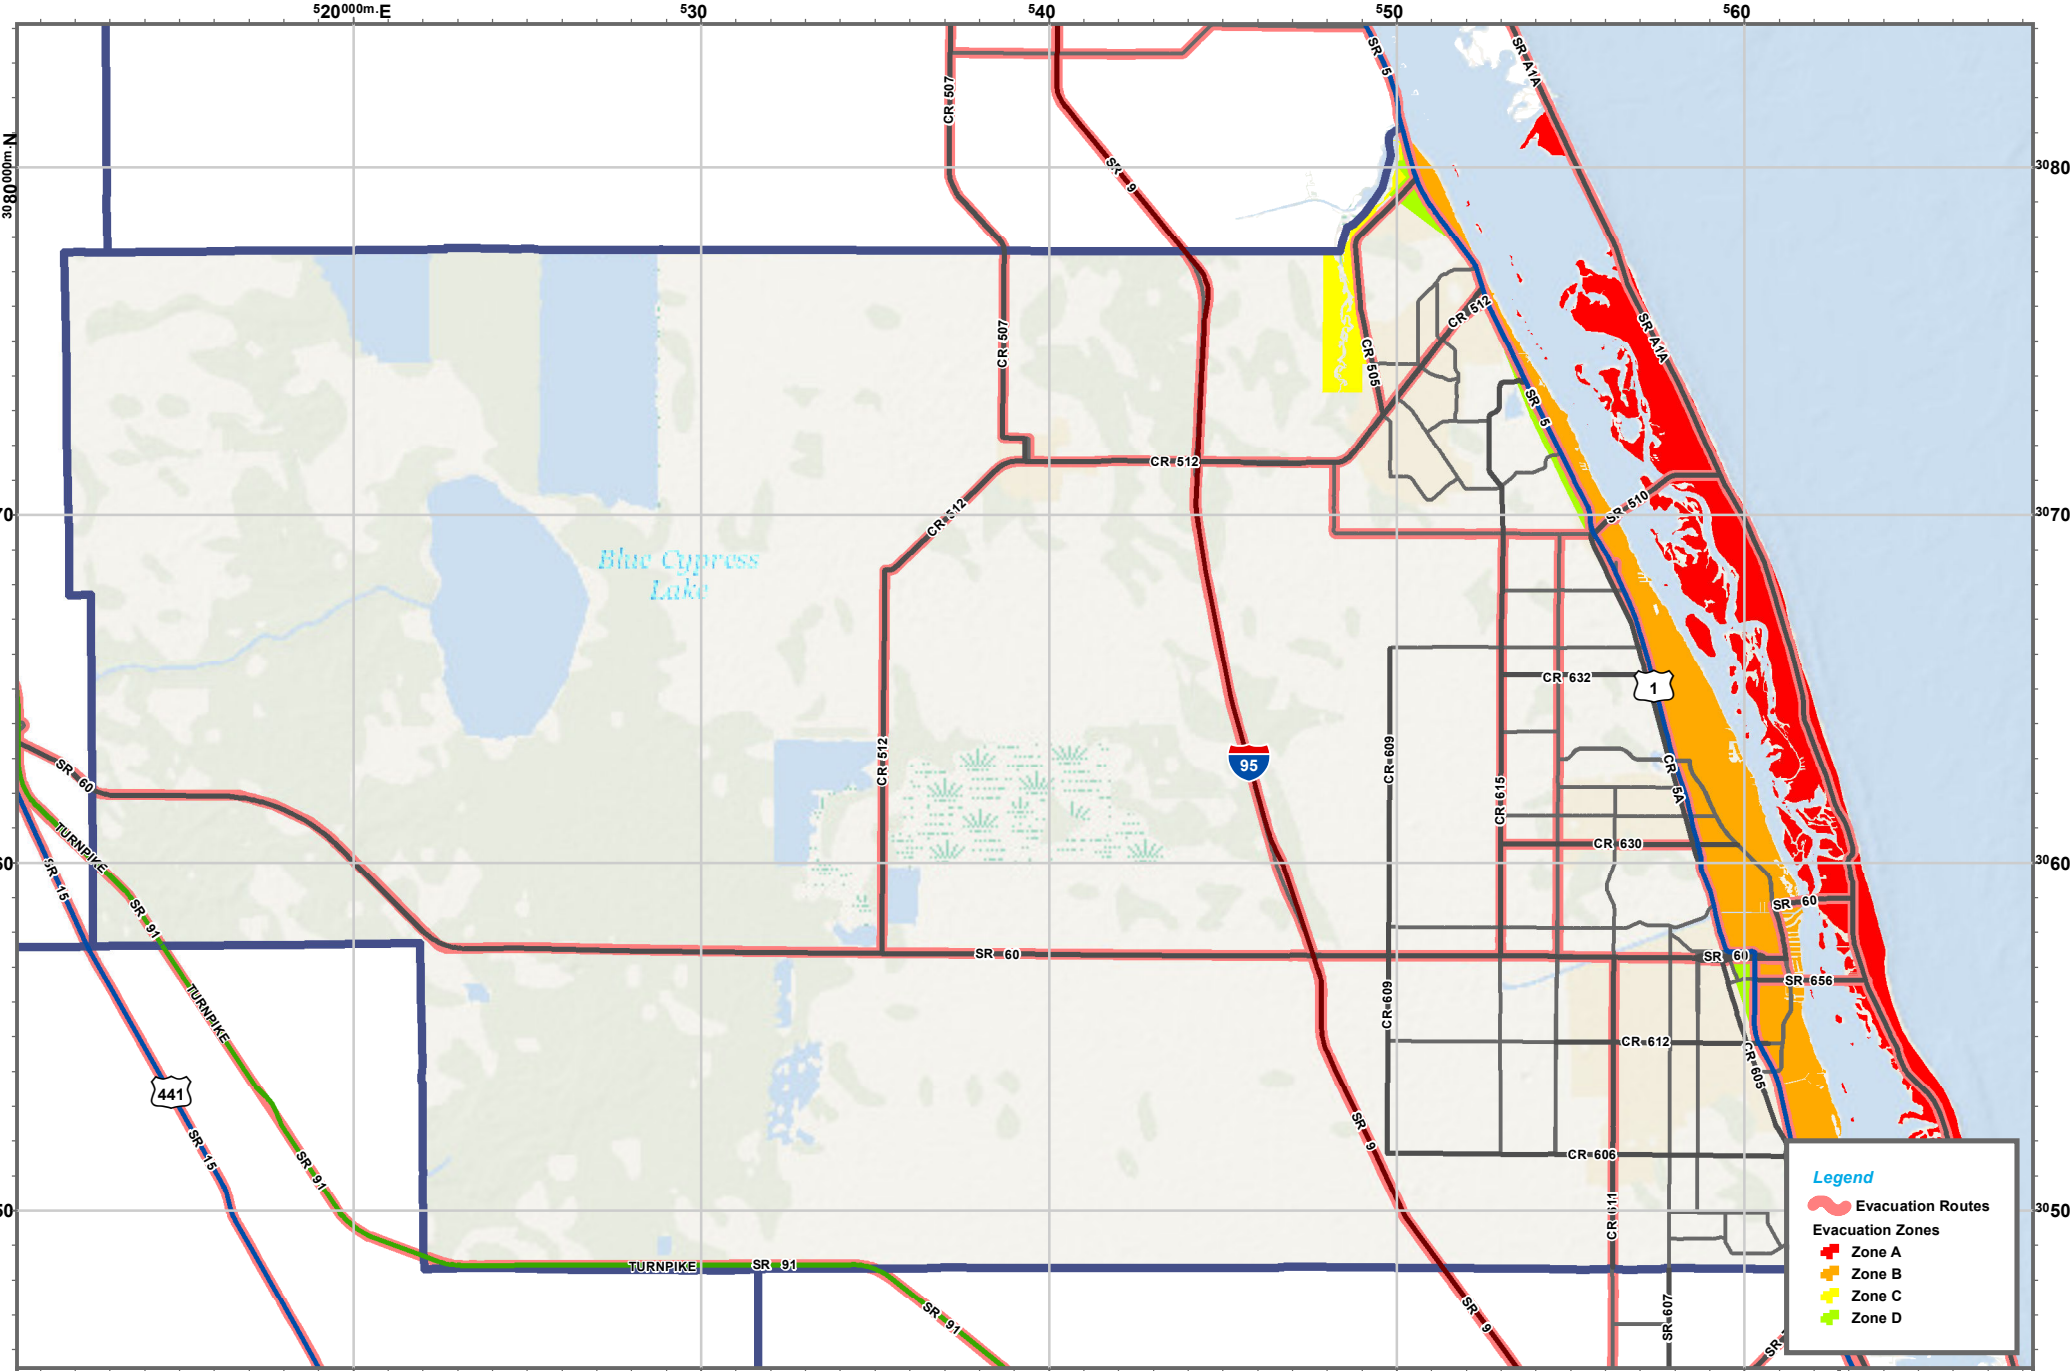 520000m.E
530
540
550
560
3080000m.N
3080
SR 5
SR A1A
CR 507
SR 9
CR 512
CR 507
CR 505
SR A1A
SR 5
CR 512
CR 512
SR 510
70
3070
Blue Cypress
Lake
CR 632
1
SR 60
CR 512
95
CR 609
CR 615
CR 5A
TURNPIKE
SR 15
CR 630
60
3060
SR 91
SR 60
SR 60
SR 60
SR 656
TURNPIKE
CR 609
CR 612
CR 605
441
SR 9
SR 15
SR 91
CR 606
CR 611
50
3050
TURNPIKE
SR 91
SR 91
SR 9
SR 607
Legend
Evacuation Routes
Evacuation Zones
Zone A
Zone B
Zone C
Zone D